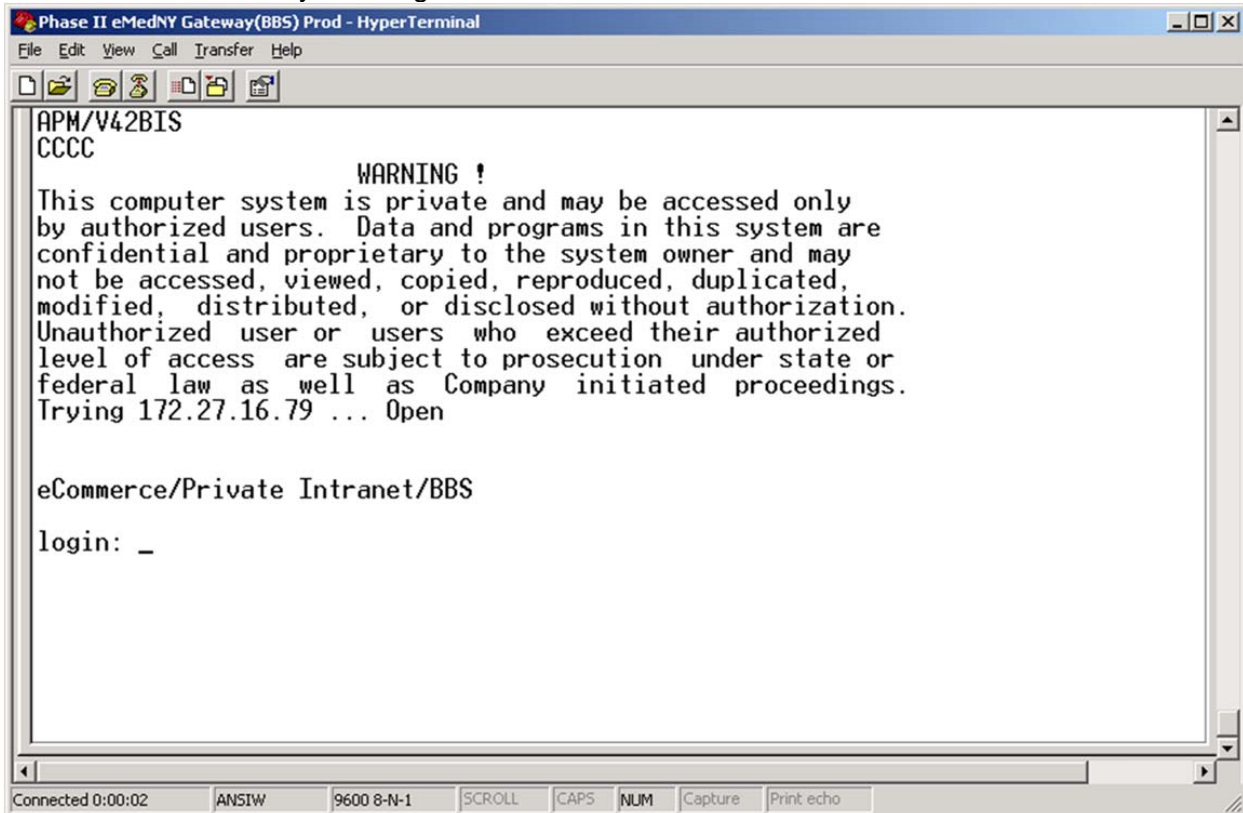 Phase II eMedNY Gateway(BBS) Prod - HyperTerminal
File Edit View Call Transfer Help
APM/V42BIS
CCCC
WARNING !
This computer system is private and may be accessed only
by authorized users.  Data and programs in this system are
confidential and proprietary to the system owner and may
not be accessed, viewed, copied, reproduced, duplicated,
modified,  distributed,  or disclosed without authorization.
Unauthorized  user or  users  who  exceed their authorized
level of access  are subject to prosecution  under state or
federal  law  as  well  as  Company  initiated  proceedings.
Trying 172.27.16.79 ... Open
eCommerce/Private Intranet/BBS
login: _
Connected 0:00:02 ANSIW 9600 8-N-1 SCROLL CAPS NUM Capture Print echo